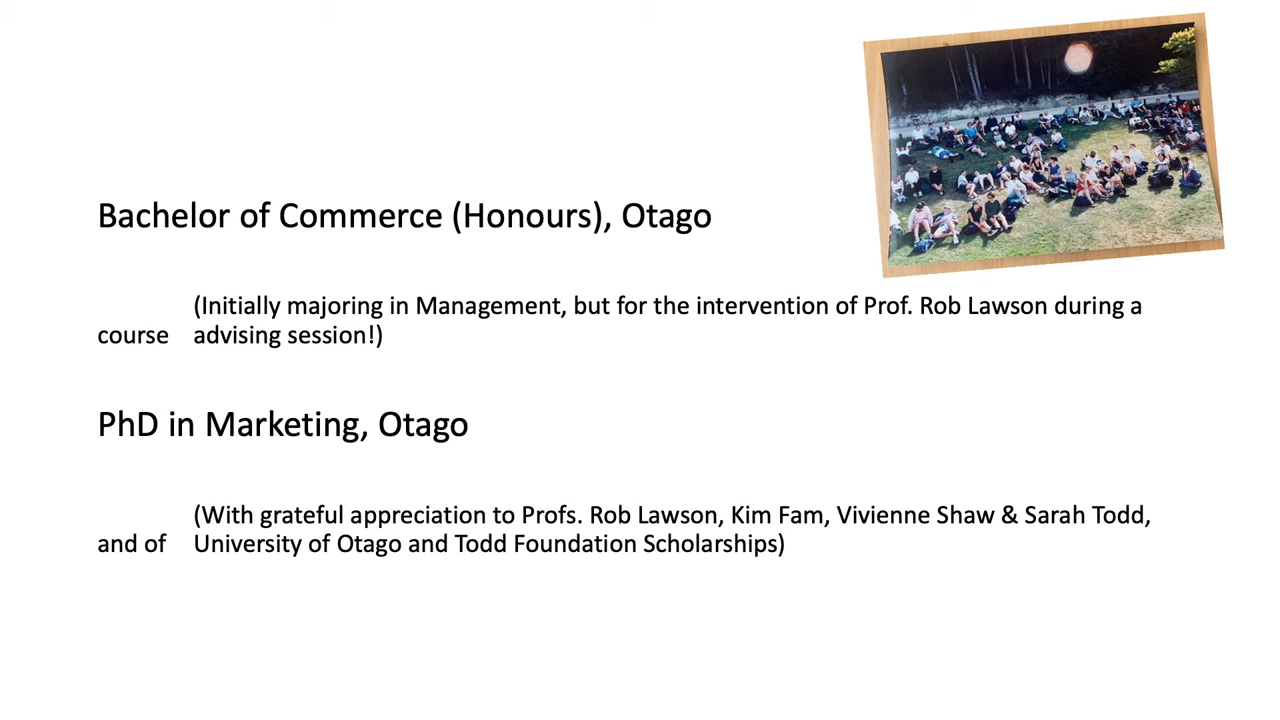 Bachelor of Commerce (Honours), Otago
(Initially majoring in Management, but for the intervention of Prof. Rob Lawson during a
course advising session!)
PhD in Marketing, Otago
(With grateful appreciation to Profs. Rob Lawson, Kim Fam, Vivienne Shaw & Sarah Todd,
and of University of Otago and Todd Foundation Scholarships)